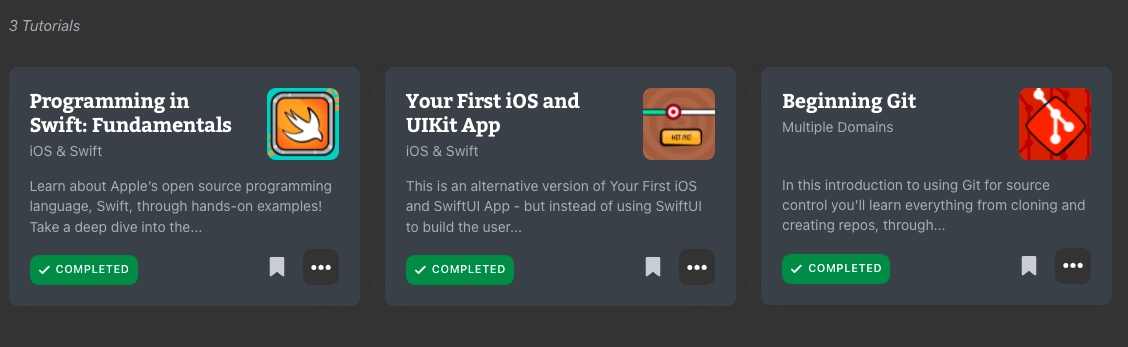 3 Tutorials
Programming in
Swift: Fundamentals
iOS & Swift
Learn about Apple's open source programming
language, Swift, through hands-on examples!
Take a deep dive into the...
COMPLETED
Your First iOS and
UIKit App
iOS & Swift
HIT ME!
This is an alternative version of Your First iOS
and SwiftUI App - but instead of using SwiftUI
to build the user...
COMPLETED
Beginning Git
Multiple Domains
In this introduction to using Git for source
control you'll learn everything from cloning and
creating repos, through...
COMPLETED